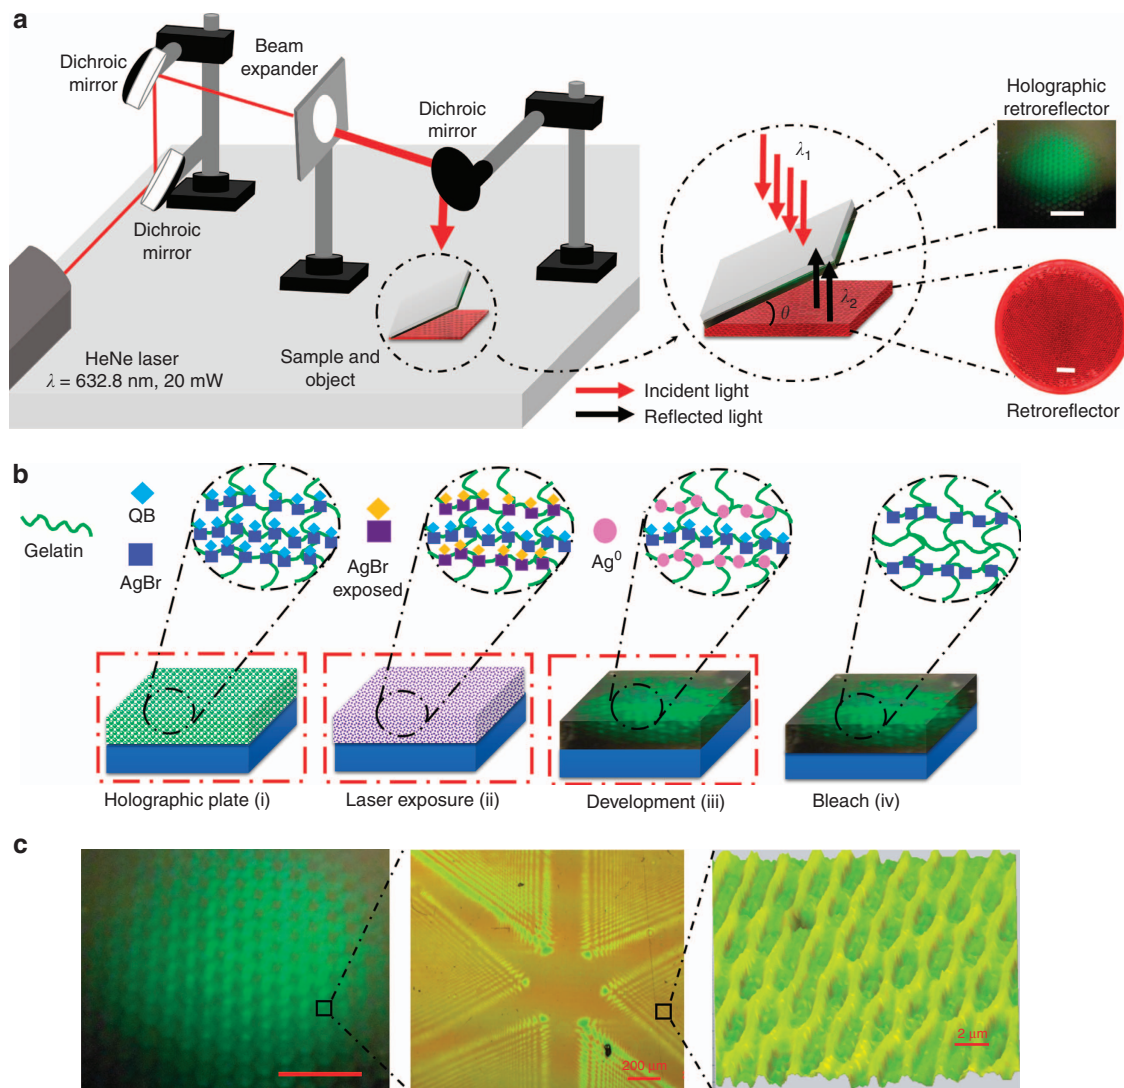 a
Dichroic
mirror
Beam
expander
Dichroic
mirror
Dichroic
mirror
HeNe laser
λ = 632.8 nm, 20 mW
Sample and
object
Incident light
Reflected light
λ1
λ2
θ
Holographic
retroreflector
Retroreflector
b
Gelatin
QB
AgBr
AgBr
exposed
Ag⁰
Holographic plate (i)
Laser exposure (ii)
Development (iii)
Bleach (iv)
c
200 μm
2 μm